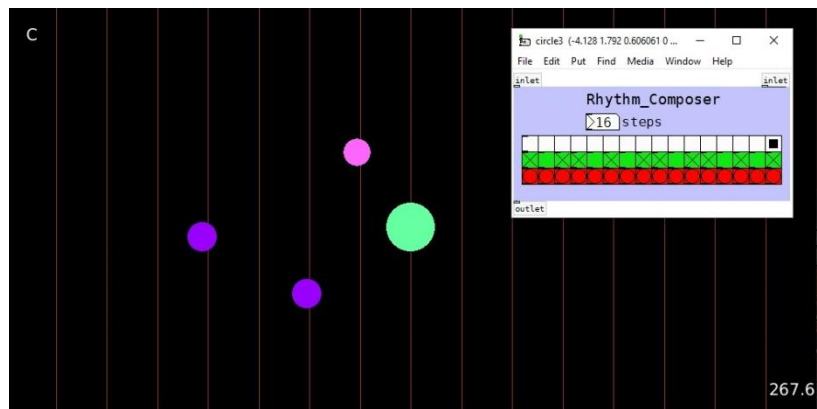 C
circle3 (-4.128 1.792 0.606061 0 ...
File Edit Put Find Media Window Help
inlet
inlet
Rhythm_Composer
16 steps
outlet
267.6